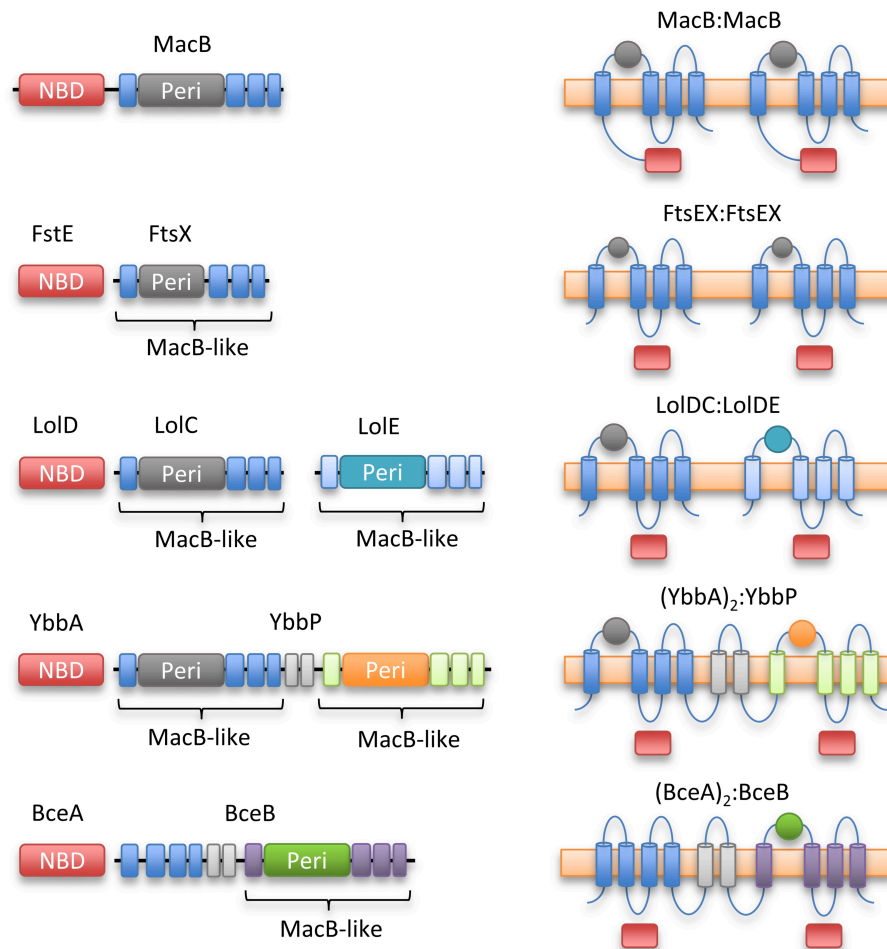 MacB
NBD
Peri
MacB:MacB
FstE
FtsX
NBD
Peri
MacB-like
FtsEX:FtsEX
LolD
LolC
LolE
NBD
Peri
Peri
MacB-like
MacB-like
LolDC:LolDE
YbbA
YbbP
NBD
Peri
Peri
MacB-like
MacB-like
(YbbA)₂:YbbP
BceA
BceB
NBD
Peri
MacB-like
(BceA)₂:BceB